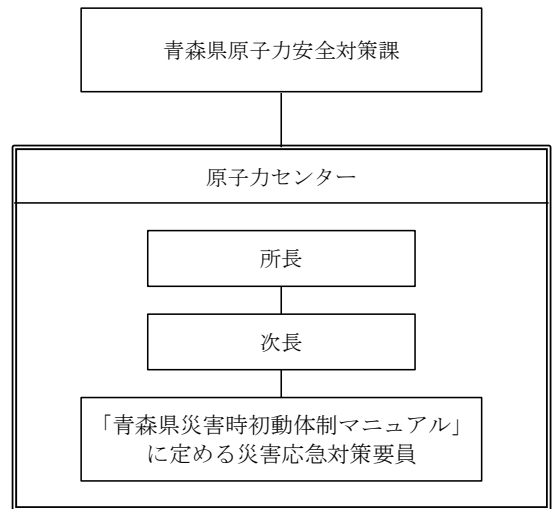 青森県原子力安全対策課
原子力センター
所長
次長
「青森県災害時初動体制マニュアル」
に定める災害応急対策要員